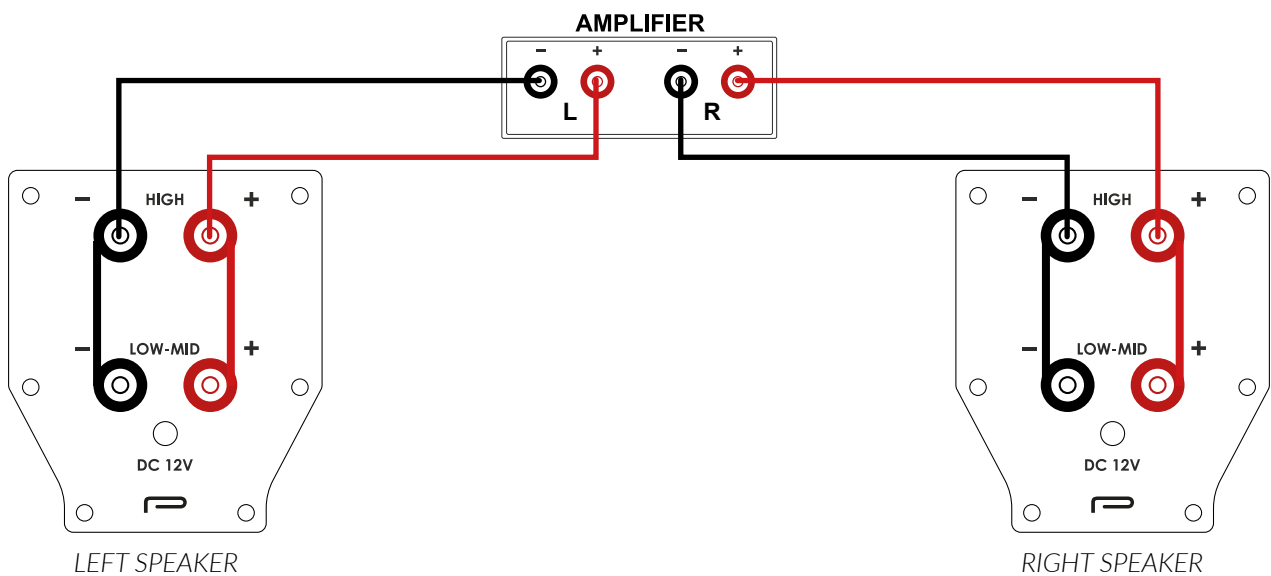 AMPLIFIER
− + − +
L R
− HIGH +
− LOW-MID +
DC 12V
LEFT SPEAKER
− HIGH +
− LOW-MID +
DC 12V
RIGHT SPEAKER